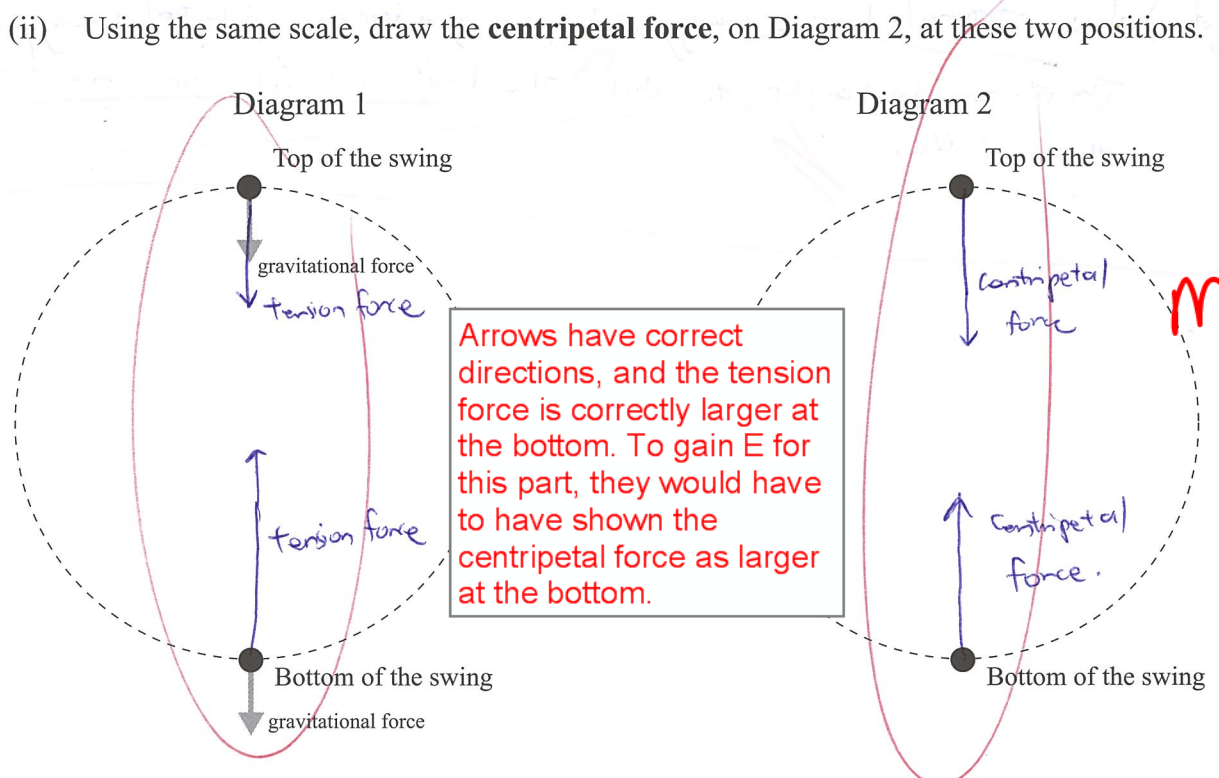 (ii) Using the same scale, draw the centripetal force, on Diagram 2, at these two positions.
Diagram 1
Top of the swing
gravitational force
tension force
tension force
Bottom of the swing
gravitational force
Arrows have correct
directions, and the tension
force is correctly larger at
the bottom. To gain E for
this part, they would have
to have shown the
centripetal force as larger
at the bottom.
Diagram 2
Top of the swing
Centripetal
force
Centripetal
force.
Bottom of the swing